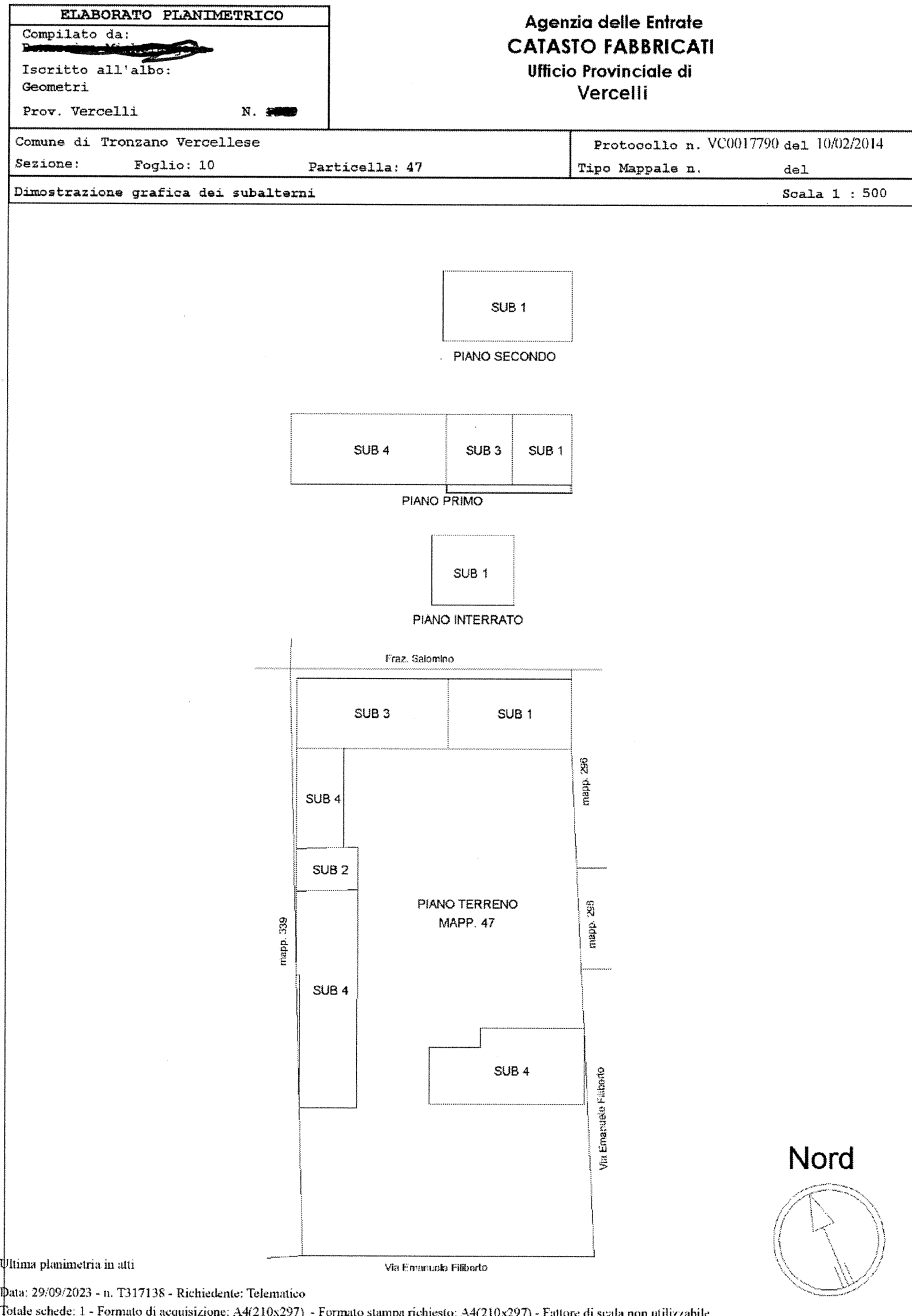 ELABORATO PLANIMETRICO
Compilato da:
Iscritto all'albo:
Geometri
Prov. Vercelli N.
Agenzia delle Entrate
CATASTO FABBRICATI
Ufficio Provinciale di
Vercelli
Comune di Tronzano Vercellese
Sezione: Foglio: 10 Particella: 47
Protocollo n. VC0017790 del 10/02/2014
Tipo Mappale n. del
Dimostrazione grafica dei subalterni Scala 1 : 500
SUB 1
PIANO SECONDO
SUB 4 SUB 3 SUB 1
PIANO PRIMO
SUB 1
PIANO INTERRATO
Fraz. Salomino
SUB 3 SUB 1
mapp. 296
SUB 4
SUB 2
PIANO TERRENO
MAPP. 47
mapp. 339
mapp. 298
SUB 4
SUB 4
Via Emanuele Filiberto
Nord
Via Emanuele Filiberto
Ultima planimetria in atti
Data: 29/09/2023 - n. T317138 - Richiedente: Telematico
Totale schede: 1 - Formato di acquisizione: A4(210x297) - Formato stampa richiesto: A4(210x297) - Fattore di scala non utilizzabile